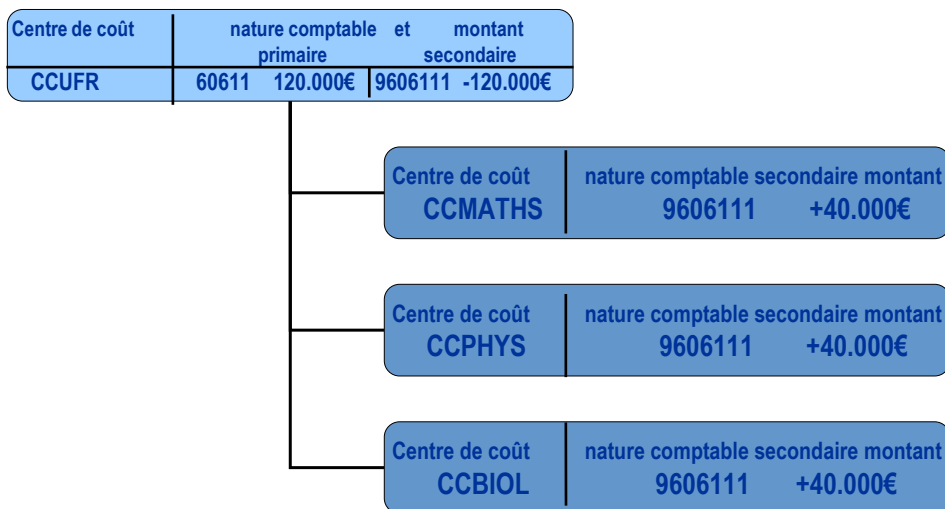 Centre de coût nature comptable et montant
primaire secondaire
CCUFR 60611 120.000€ 9606111 -120.000€
Centre de coût nature comptable secondaire montant
CCMATHS 9606111 +40.000€
Centre de coût nature comptable secondaire montant
CCPHYS 9606111 +40.000€
Centre de coût nature comptable secondaire montant
CCBIOL 9606111 +40.000€